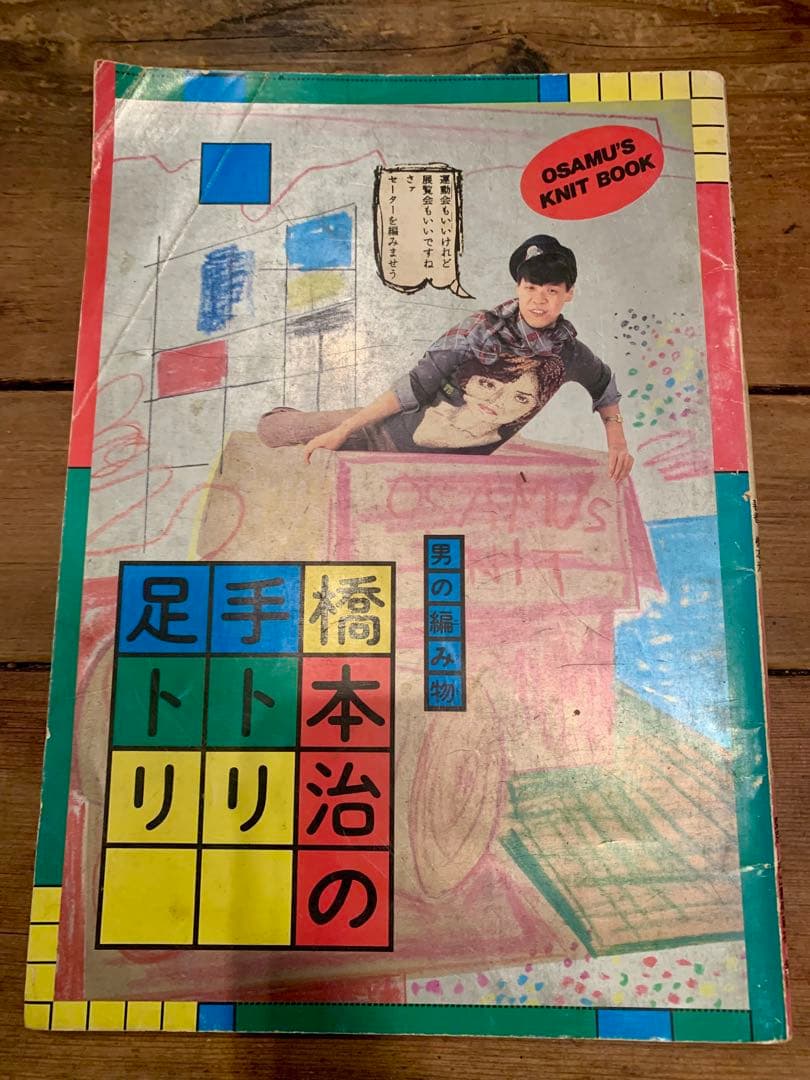 OSAMU'S
KNIT BOOK
運動会もいいけれど
展覧会もいいですね
さァ
セーターを編みませう
OSAMUS
KNIT
男の編み物
橋本治の
手トリ
足トリ